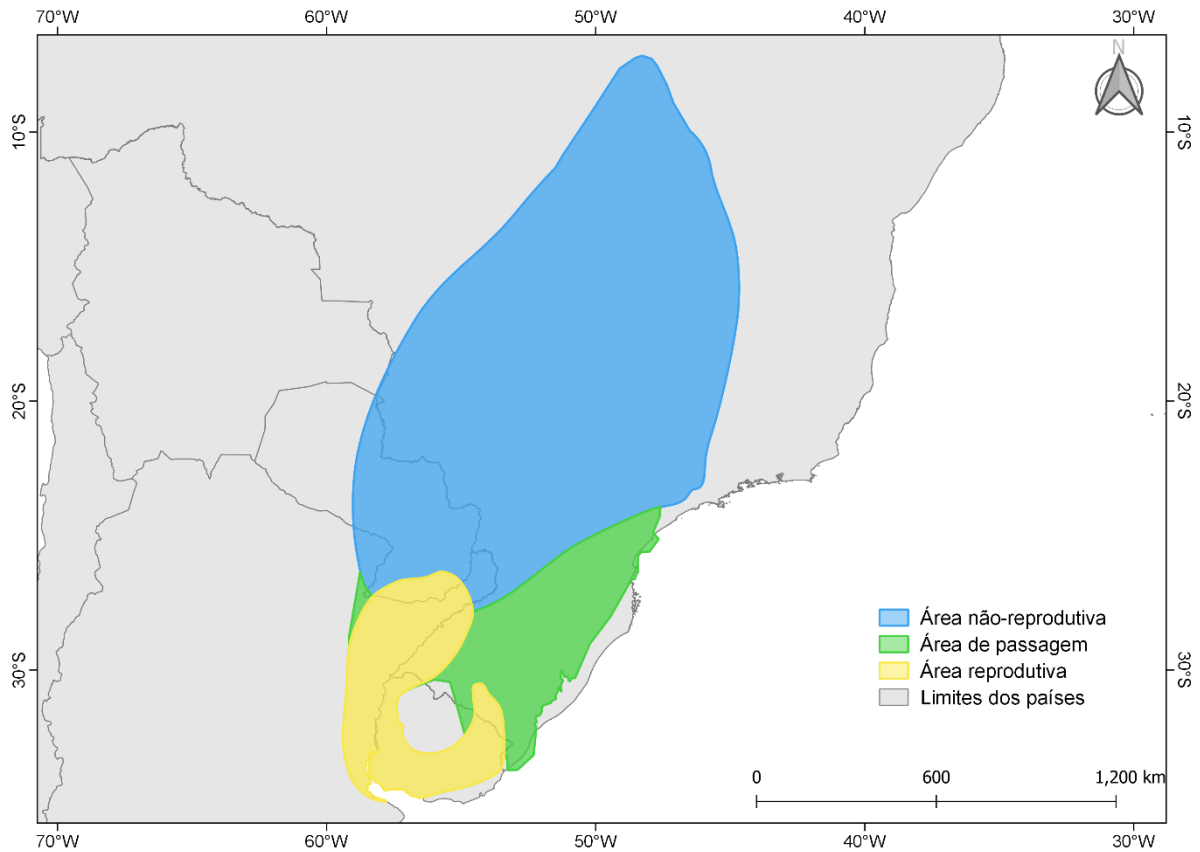 70°W 60°W 50°W 40°W 30°W
N
10°S 10°S
20°S 20°S
30°S 30°S
Área não-reprodutiva
Área de passagem
Área reprodutiva
Limites dos países
0 600 1,200 km
70°W 60°W 50°W 40°W 30°W